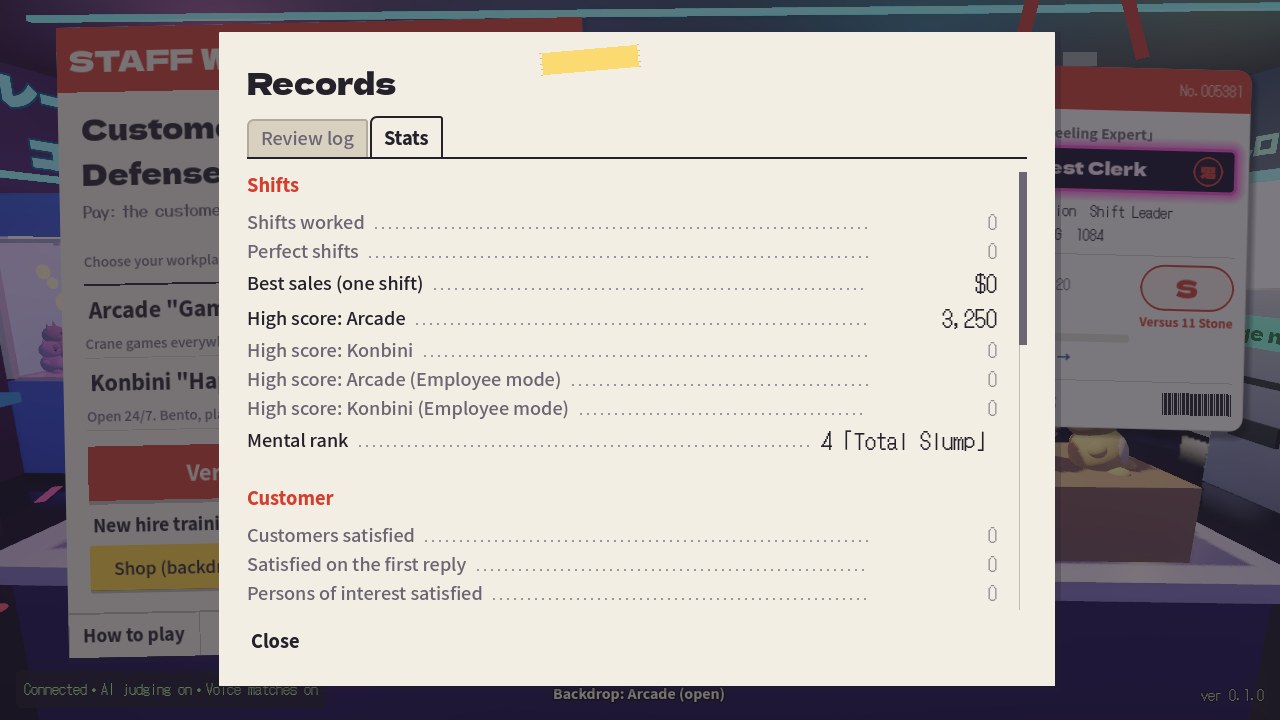 Records
Review log
Stats
Shifts
Shifts worked 0
Perfect shifts 0
Best sales (one shift) $0
High score: Arcade 3,250
High score: Konbini 0
High score: Arcade (Employee mode) 0
High score: Konbini (Employee mode) 0
Mental rank 4「Total Slump」
Customer
Customers satisfied 0
Satisfied on the first reply 0
Persons of interest satisfied 0
Close
STAFF
Custome
Defense
Pay: the custome
Choose your workpla
Arcade "Gam
Crane games everyw
Konbini "Ha
Open 24/7. Bento, pl
Ver
New hire traini
Shop (backdr
How to play
No. 005381
eeling Expert」
est Clerk
ion Shift Leader
1084
20
S
Versus 11 Stone
→
Connected • AI judging on • Voice matches on
Backdrop: Arcade (open)
ver 0.1.0